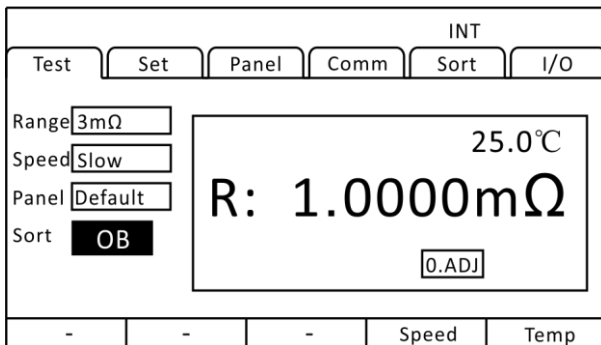 INT
Test Set Panel Comm Sort I/O
Range 3mΩ
Speed Slow
Panel Default
Sort OB
25.0℃
R: 1.0000mΩ
0.ADJ
- - - Speed Temp